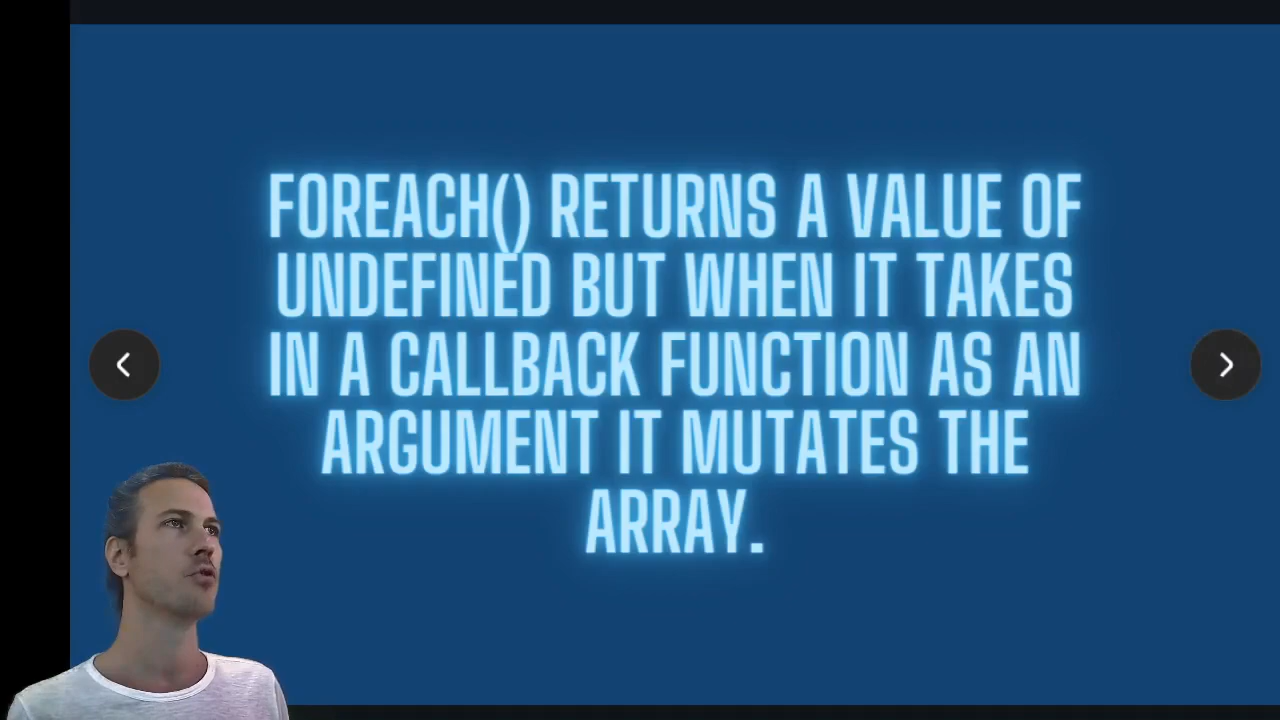 FOREACH() RETURNS A VALUE OF
UNDEFINED BUT WHEN IT TAKES
IN A CALLBACK FUNCTION AS AN
ARGUMENT IT MUTATES THE
ARRAY.